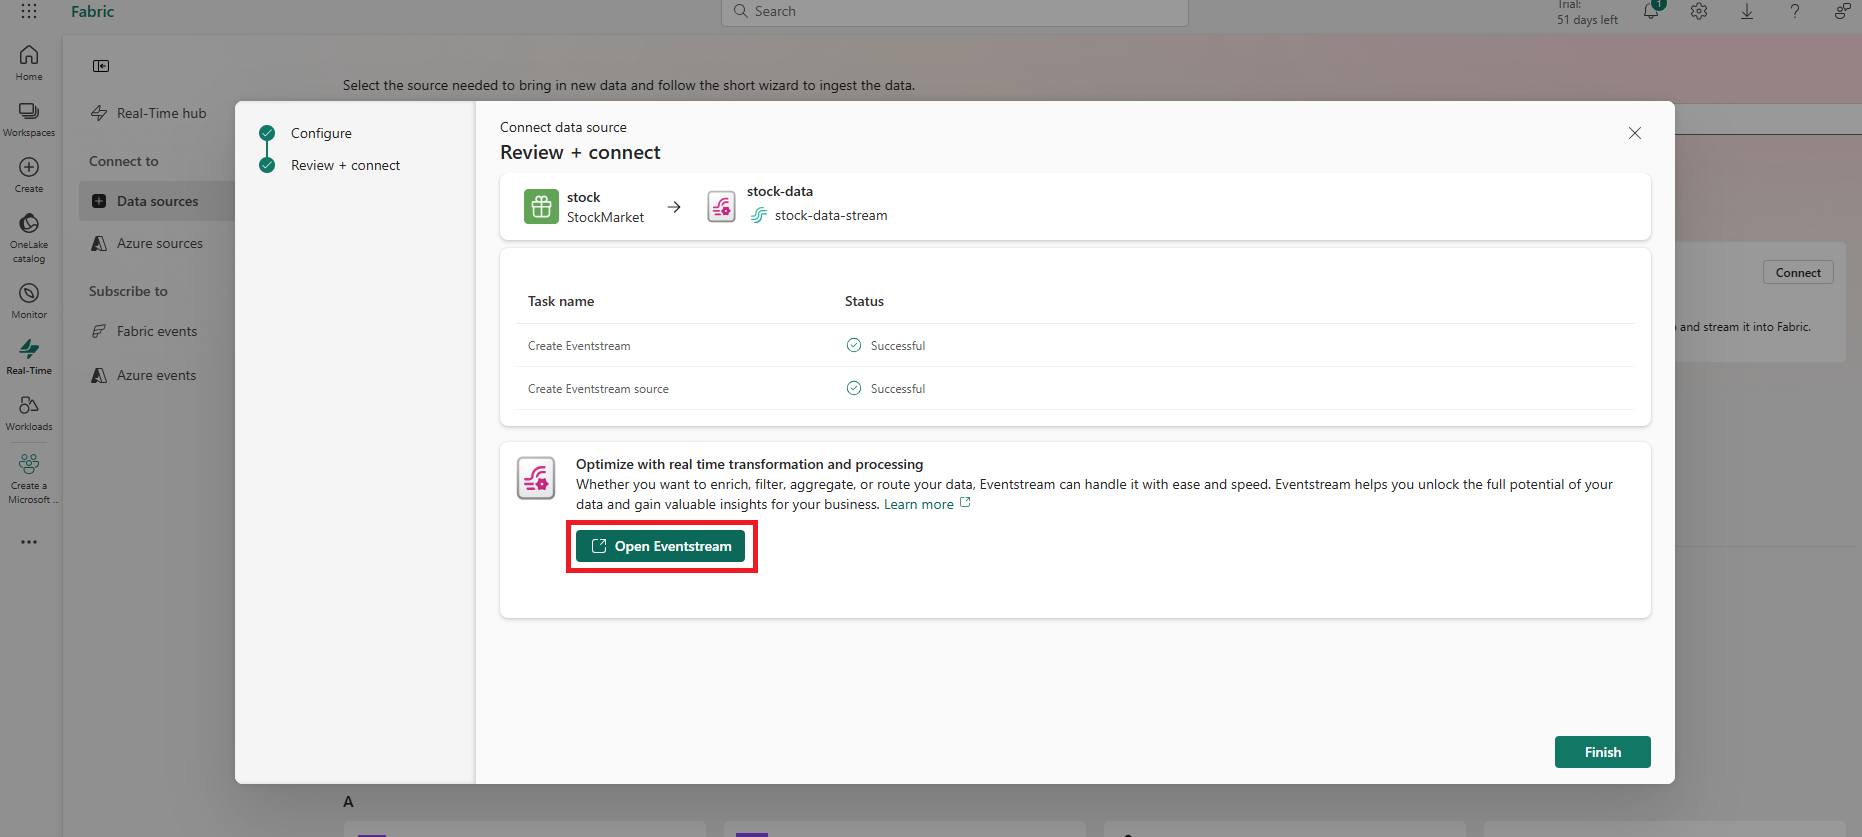 Fabric
Search
Trial:
51 days left
1
Home
Workspaces
Create
OneLake
catalog
Monitor
Real-Time
Workloads
Create a
Microsoft ...
Real-Time hub
Connect to
Data sources
Azure sources
Subscribe to
Fabric events
Azure events
Select the source needed to bring in new data and follow the short wizard to ingest the data.
Configure
Review + connect
Connect data source
Review + connect
stock
StockMarket
stock-data
stock-data-stream
Task name Status
Create Eventstream Successful
Create Eventstream source Successful
Optimize with real time transformation and processing
Whether you want to enrich, filter, aggregate, or route your data, Eventstream can handle it with ease and speed. Eventstream helps you unlock the full potential of your
data and gain valuable insights for your business. Learn more
Open Eventstream
Finish
Connect
and stream it into Fabric.
A